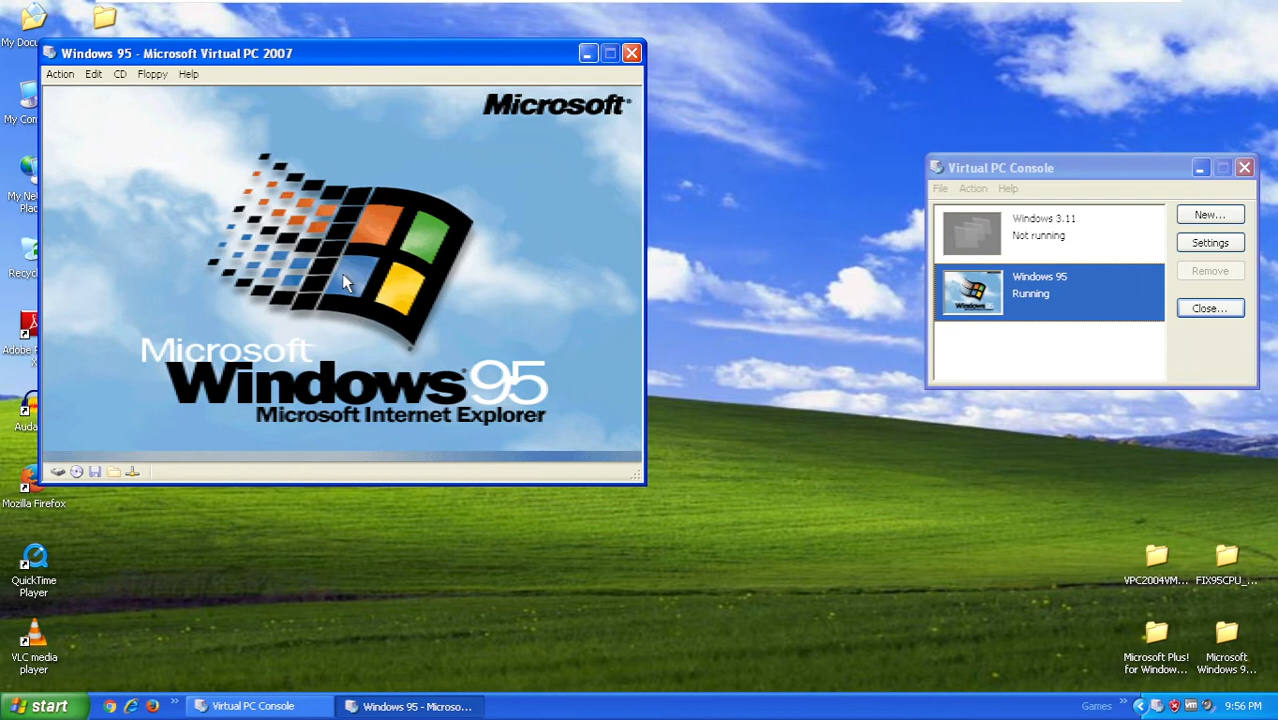 My Docu
Windows 95 - Microsoft Virtual PC 2007
Action Edit CD Floppy Help
Microsoft®
Microsoft
Windows 95
Microsoft Internet Explorer
My Com
My Ne
Plac
Recyc
Adobe
X
Auda
Mozilla Firefox
QuickTime
Player
VLC media
player
Virtual PC Console
File Action Help
Windows 3.11
Not running
Windows 95
Running
New...
Settings
Remove
Close...
VPC2004VM...
FIX95CPU_...
Microsoft Plus!
for Window...
Microsoft
Windows 9...
start
Virtual PC Console
Windows 95 - Microso...
Games
9:56 PM